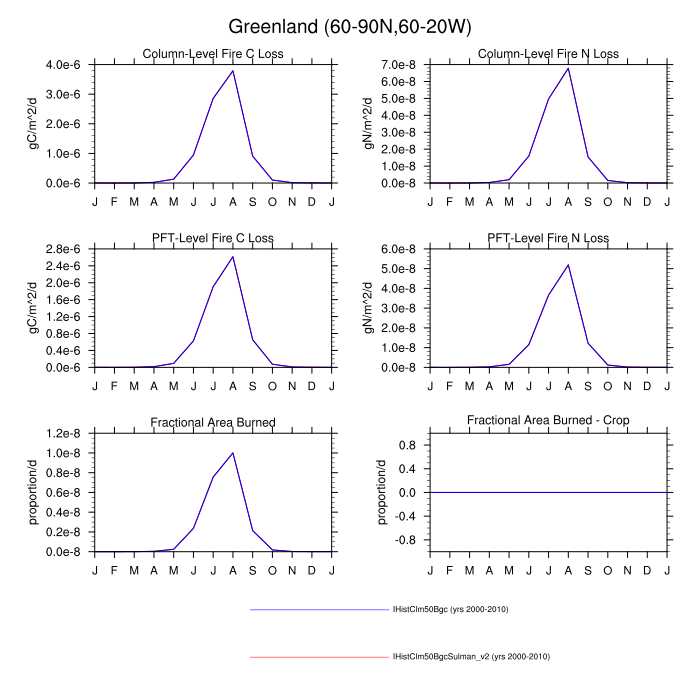 Greenland (60-90N,60-20W)
Column-Level Fire C Loss
gC/m^2/d
4.0e-6
3.0e-6
2.0e-6
1.0e-6
0.0e-6
J F M A M J J A S O N D J
Column-Level Fire N Loss
gN/m^2/d
7.0e-8
6.0e-8
5.0e-8
4.0e-8
3.0e-8
2.0e-8
1.0e-8
0.0e-8
J F M A M J J A S O N D J
PFT-Level Fire C Loss
gC/m^2/d
2.8e-6
2.4e-6
2.0e-6
1.6e-6
1.2e-6
0.8e-6
0.4e-6
0.0e-6
J F M A M J J A S O N D J
PFT-Level Fire N Loss
gN/m^2/d
6.0e-8
5.0e-8
4.0e-8
3.0e-8
2.0e-8
1.0e-8
0.0e-8
J F M A M J J A S O N D J
Fractional Area Burned
proportion/d
1.2e-8
1.0e-8
0.8e-8
0.6e-8
0.4e-8
0.2e-8
0.0e-8
J F M A M J J A S O N D J
Fractional Area Burned - Crop
proportion/d
0.8
0.4
0.0
-0.4
-0.8
J F M A M J J A S O N D J
IHistClm50Bgc (yrs 2000-2010)
IHistClm50BgcSulman_v2 (yrs 2000-2010)